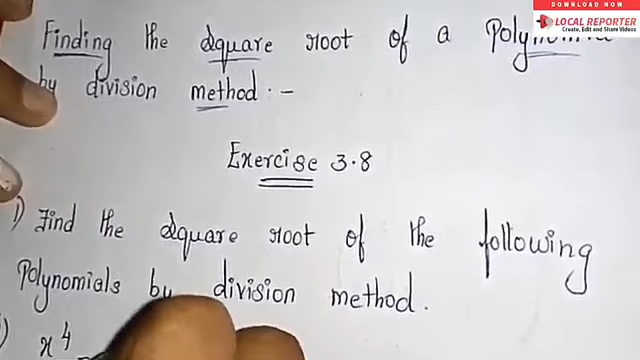 DOWNLOAD NOW
LOCAL REPORTER
Create, Edit and Share Videos
Finding the square root of a
by division method. -
Exercise 3.8
1) Find the square root of the following
Polynomials by division method.
x⁴